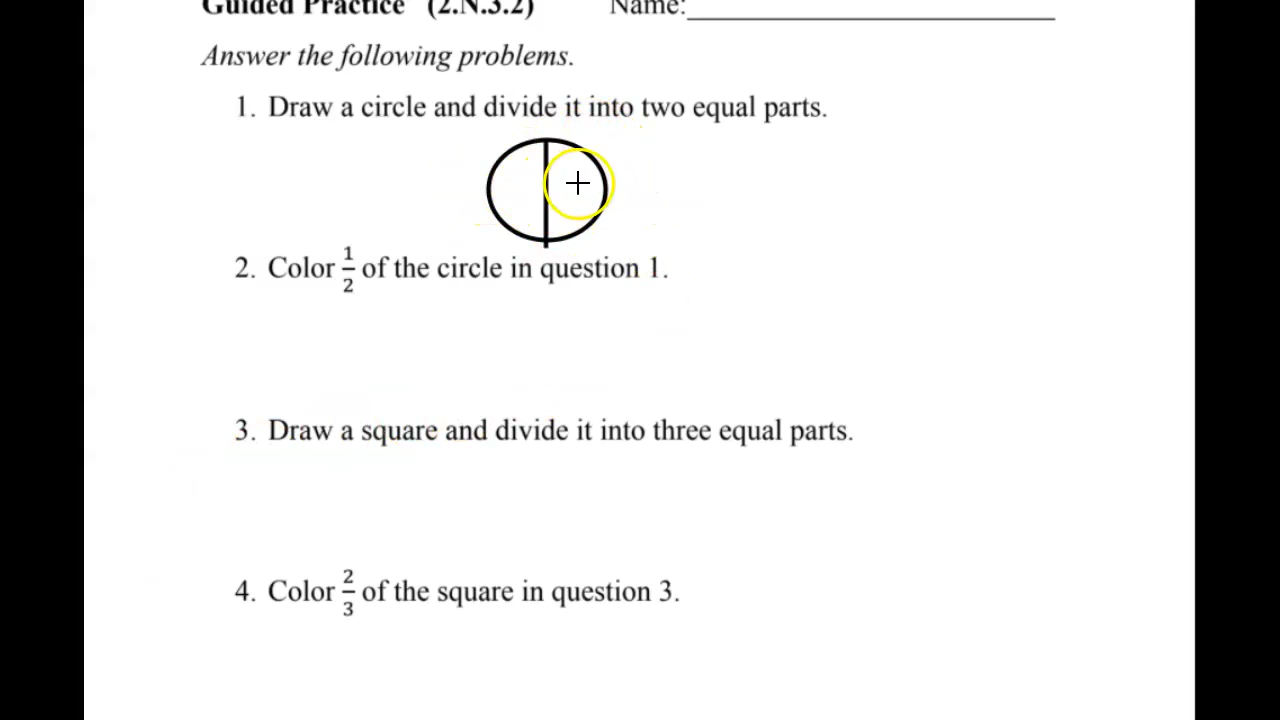 Guided Practice (2.N.3.2) Name:
Answer the following problems.
1. Draw a circle and divide it into two equal parts.
2. Color 1/2 of the circle in question 1.
3. Draw a square and divide it into three equal parts.
4. Color 2/3 of the square in question 3.